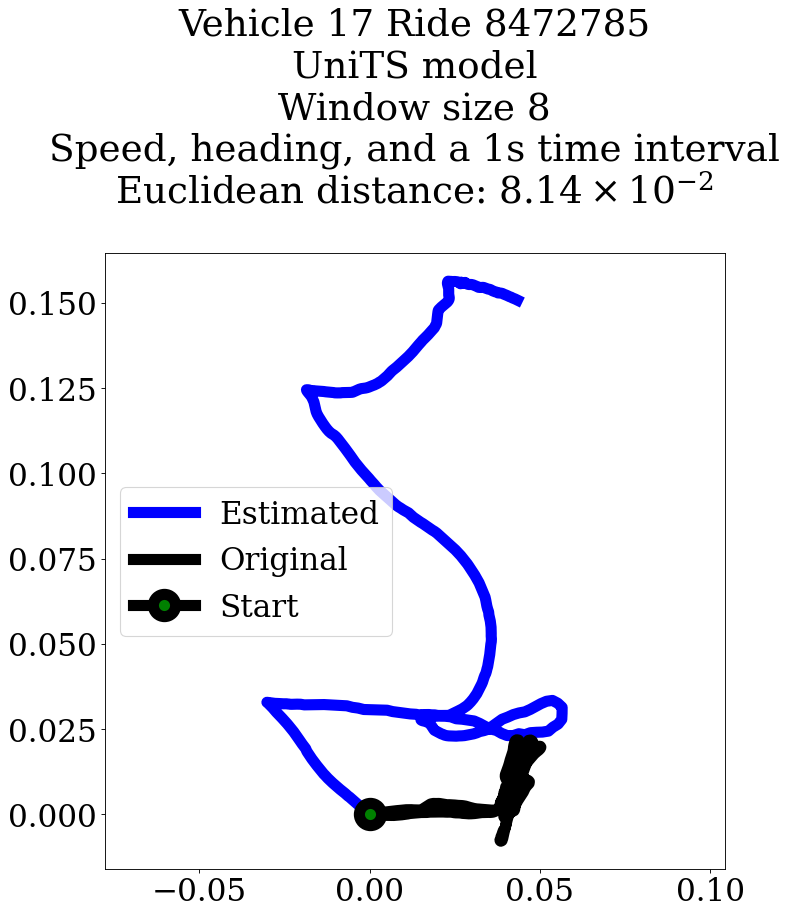 Vehicle 17 Ride 8472785
UniTS model
Window size 8
Speed, heading, and a 1s time interval
Euclidean distance: 8.14 × 10⁻²
0.150
0.125
0.100
0.075
0.050
0.025
0.000
Estimated
Original
Start
−0.05
0.00
0.05
0.10